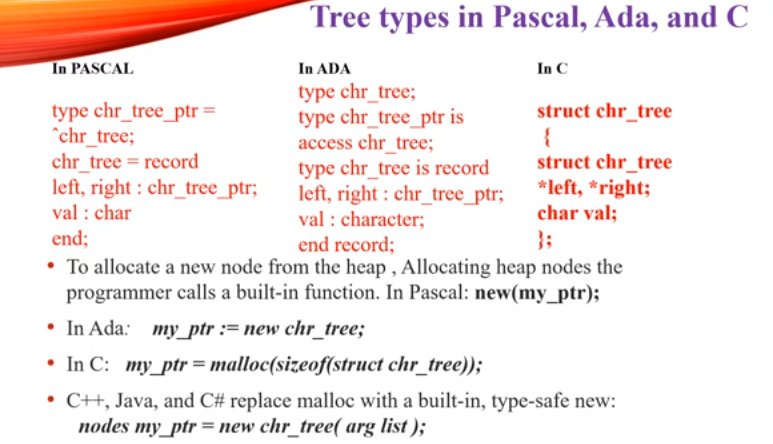 Tree types in Pascal, Ada, and C
In PASCAL
type chr_tree_ptr =
^chr_tree;
chr_tree = record
left, right : chr_tree_ptr;
val : char
end;
In ADA
type chr_tree;
type chr_tree_ptr is
access chr_tree;
type chr_tree is record
left, right : chr_tree_ptr;
val : character;
end record;
In C
struct chr_tree
{
struct chr_tree
*left, *right;
char val;
};
• To allocate a new node from the heap , Allocating heap nodes the
programmer calls a built-in function. In Pascal: new(my_ptr);
• In Ada: my_ptr := new chr_tree;
• In C: my_ptr = malloc(sizeof(struct chr_tree));
• C++, Java, and C# replace malloc with a built-in, type-safe new:
nodes my_ptr = new chr_tree( arg list );